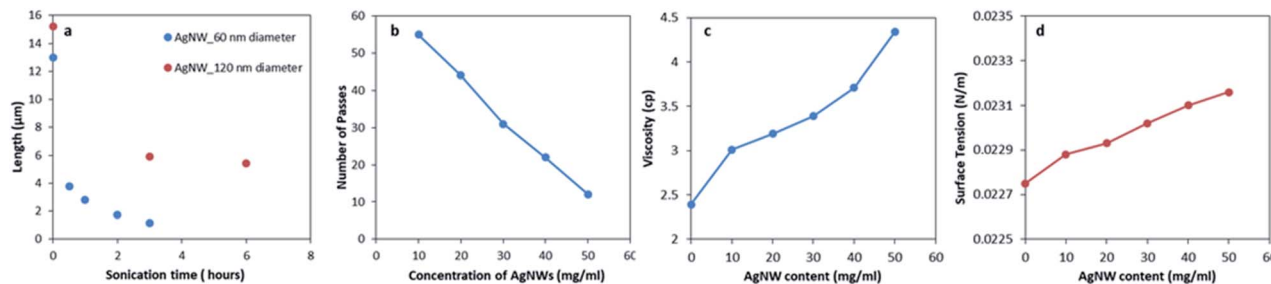 a
AgNW_60 nm diameter
AgNW_120 nm diameter
Length (µm)
16
14
12
10
8
6
4
2
0
0 2 4 6 8
Sonication time ( hours)
b
Number of Passes
60
50
40
30
20
10
0
0 10 20 30 40 50
Concentration of AgNWs (mg/ml)
c
Viscosity (cp)
4.5
4
3.5
3
2.5
2
0 10 20 30 40 50 60
AgNW content (mg/ml)
d
Surface Tension (N/m)
0.0235
0.0233
0.0231
0.0229
0.0227
0.0225
0 10 20 30 40 50
AgNW content (mg/ml)